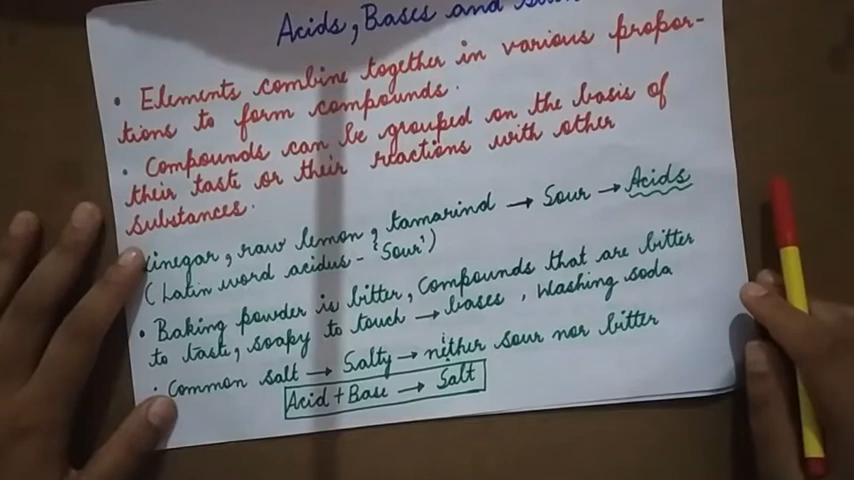 Acids, Bases and
• Elements combine together in various propor-
tions to form compounds.
• Compounds can be grouped on the basis of
their taste or their reactions with other
substances.
Vinegar, raw lemon, tamarind → Sour → Acids
(Latin word acidus - 'Sour')
• Baking powder is bitter, Compounds that are bitter
to taste, soapy to touch → bases, Washing soda
• Common salt → Salty → neither sour nor bitter
Acid + Base → Salt